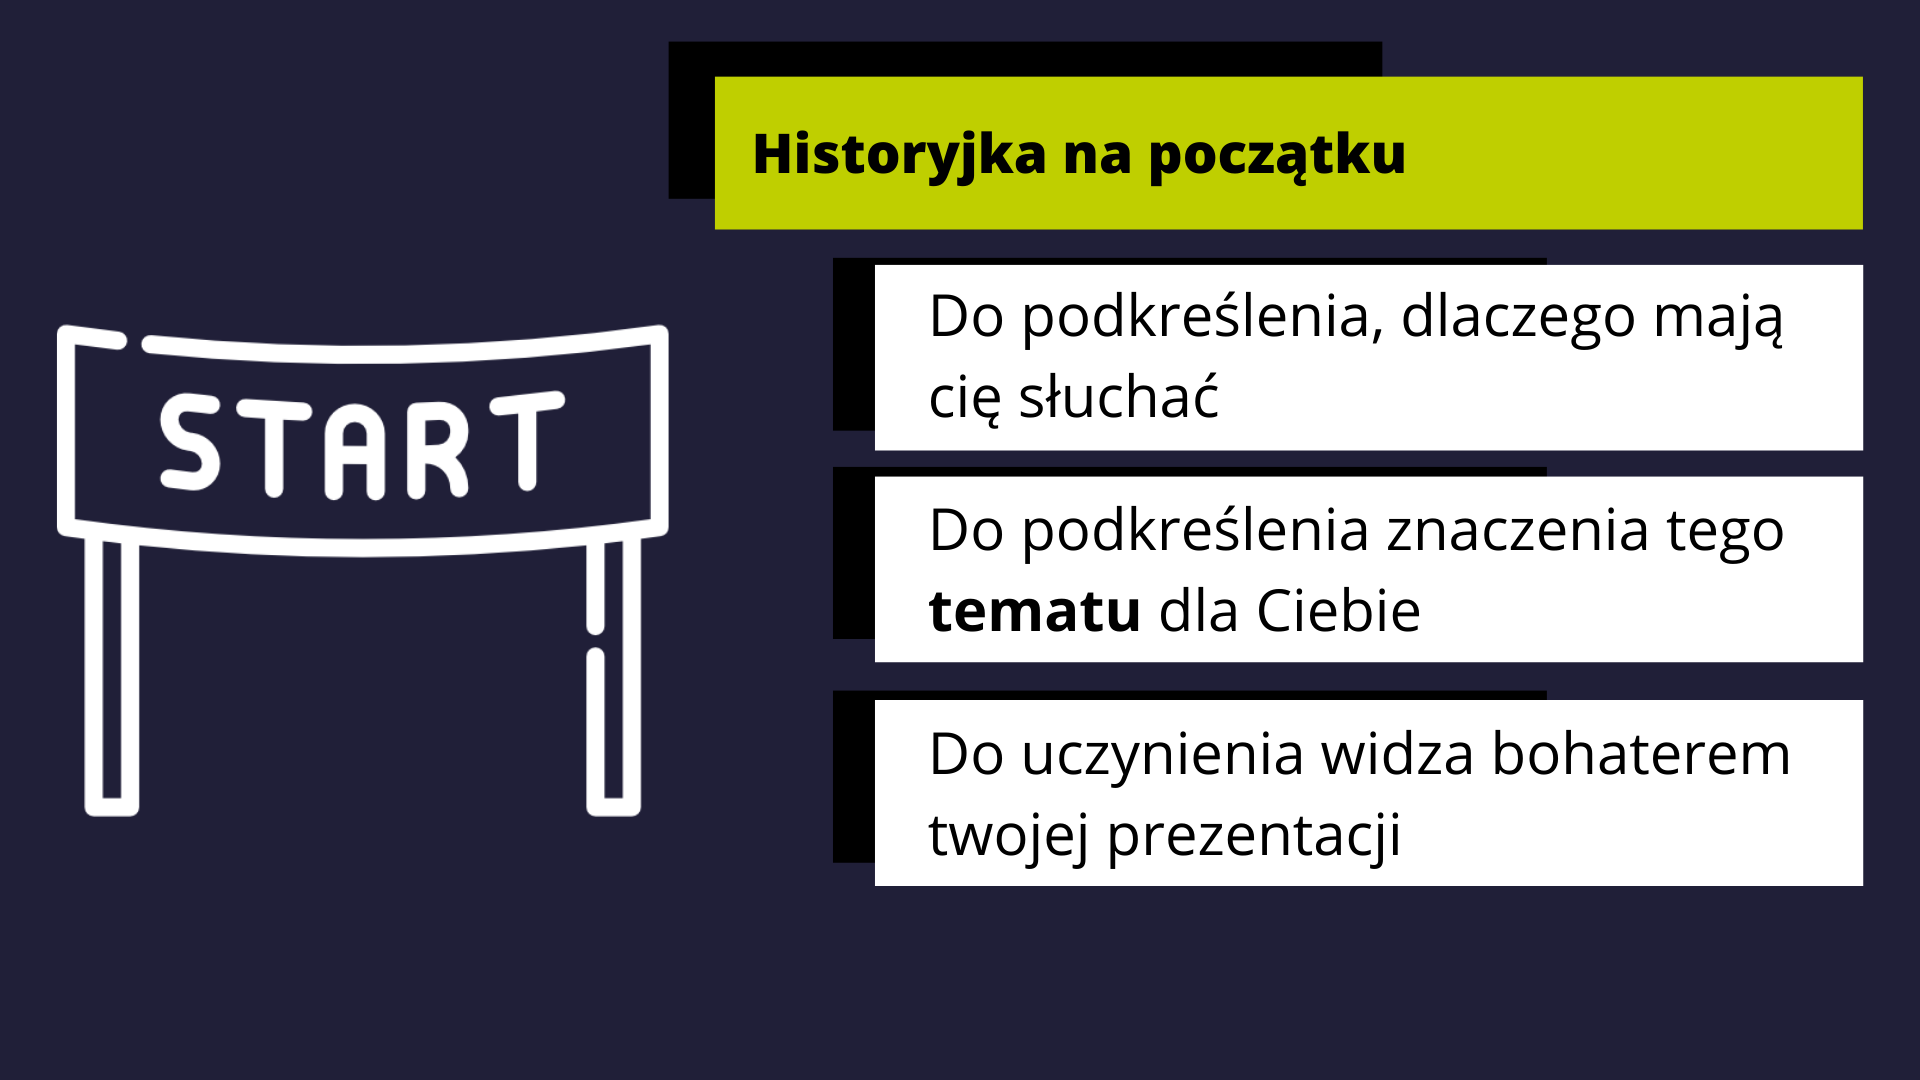 START
Historyjka na początku
Do podkreślenia, dlaczego mają
cię słuchać
Do podkreślenia znaczenia tego
tematu dla Ciebie
Do uczynienia widza bohaterem
twojej prezentacji